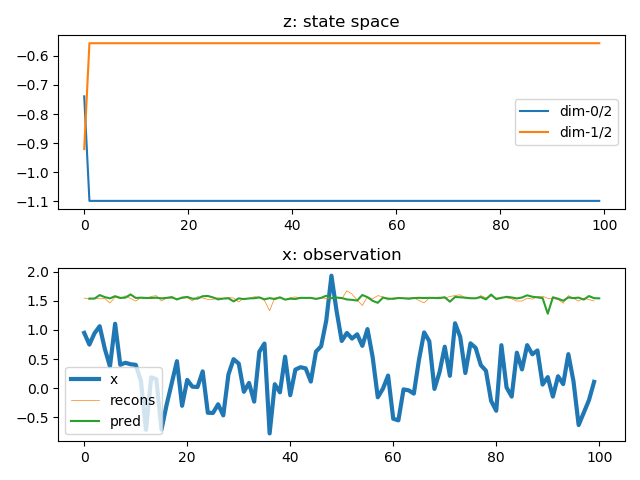 z: state space
−0.6
−0.7
−0.8
−0.9
−1.0
−1.1
dim-0/2
dim-1/2
0 20 40 60 80 100
x: observation
2.0
1.5
1.0
0.5
0.0
−0.5
x
recons
pred
0 20 40 60 80 100